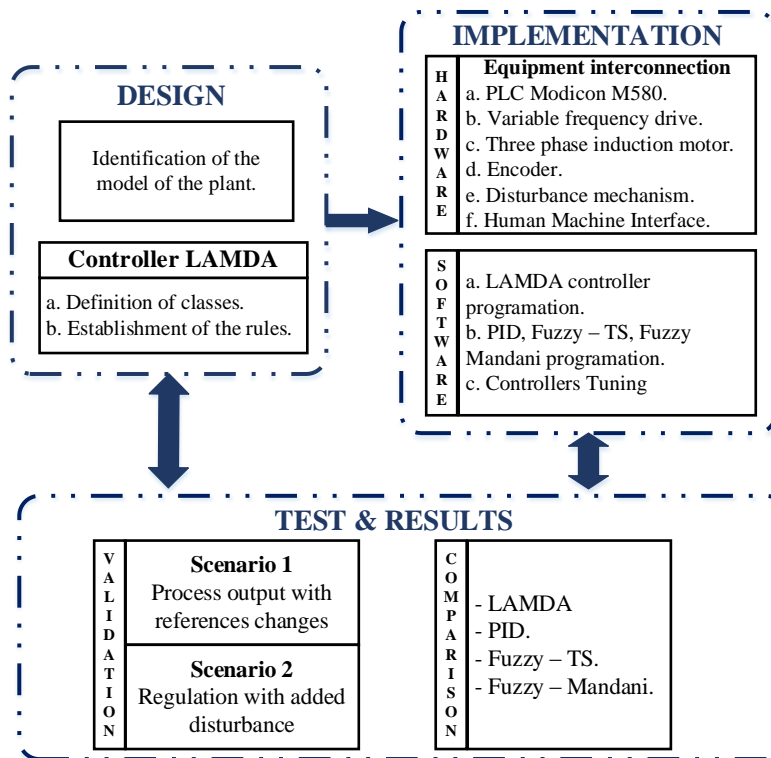 DESIGN
Identification of the
model of the plant.
Controller LAMDA
a. Definition of classes.
b. Establishment of the rules.
IMPLEMENTATION
HARDWARE
Equipment interconnection
a. PLC Modicon M580.
b. Variable frequency drive.
c. Three phase induction motor.
d. Encoder.
e. Disturbance mechanism.
f. Human Machine Interface.
SOFTWARE
a. LAMDA controller
programation.
b. PID, Fuzzy – TS, Fuzzy
Mandani programation.
c. Controllers Tuning
TEST & RESULTS
VALIDATION
Scenario 1
Process output with
references changes
Scenario 2
Regulation with added
disturbance
COMPARISON
- LAMDA
- PID.
- Fuzzy – TS.
- Fuzzy – Mandani.